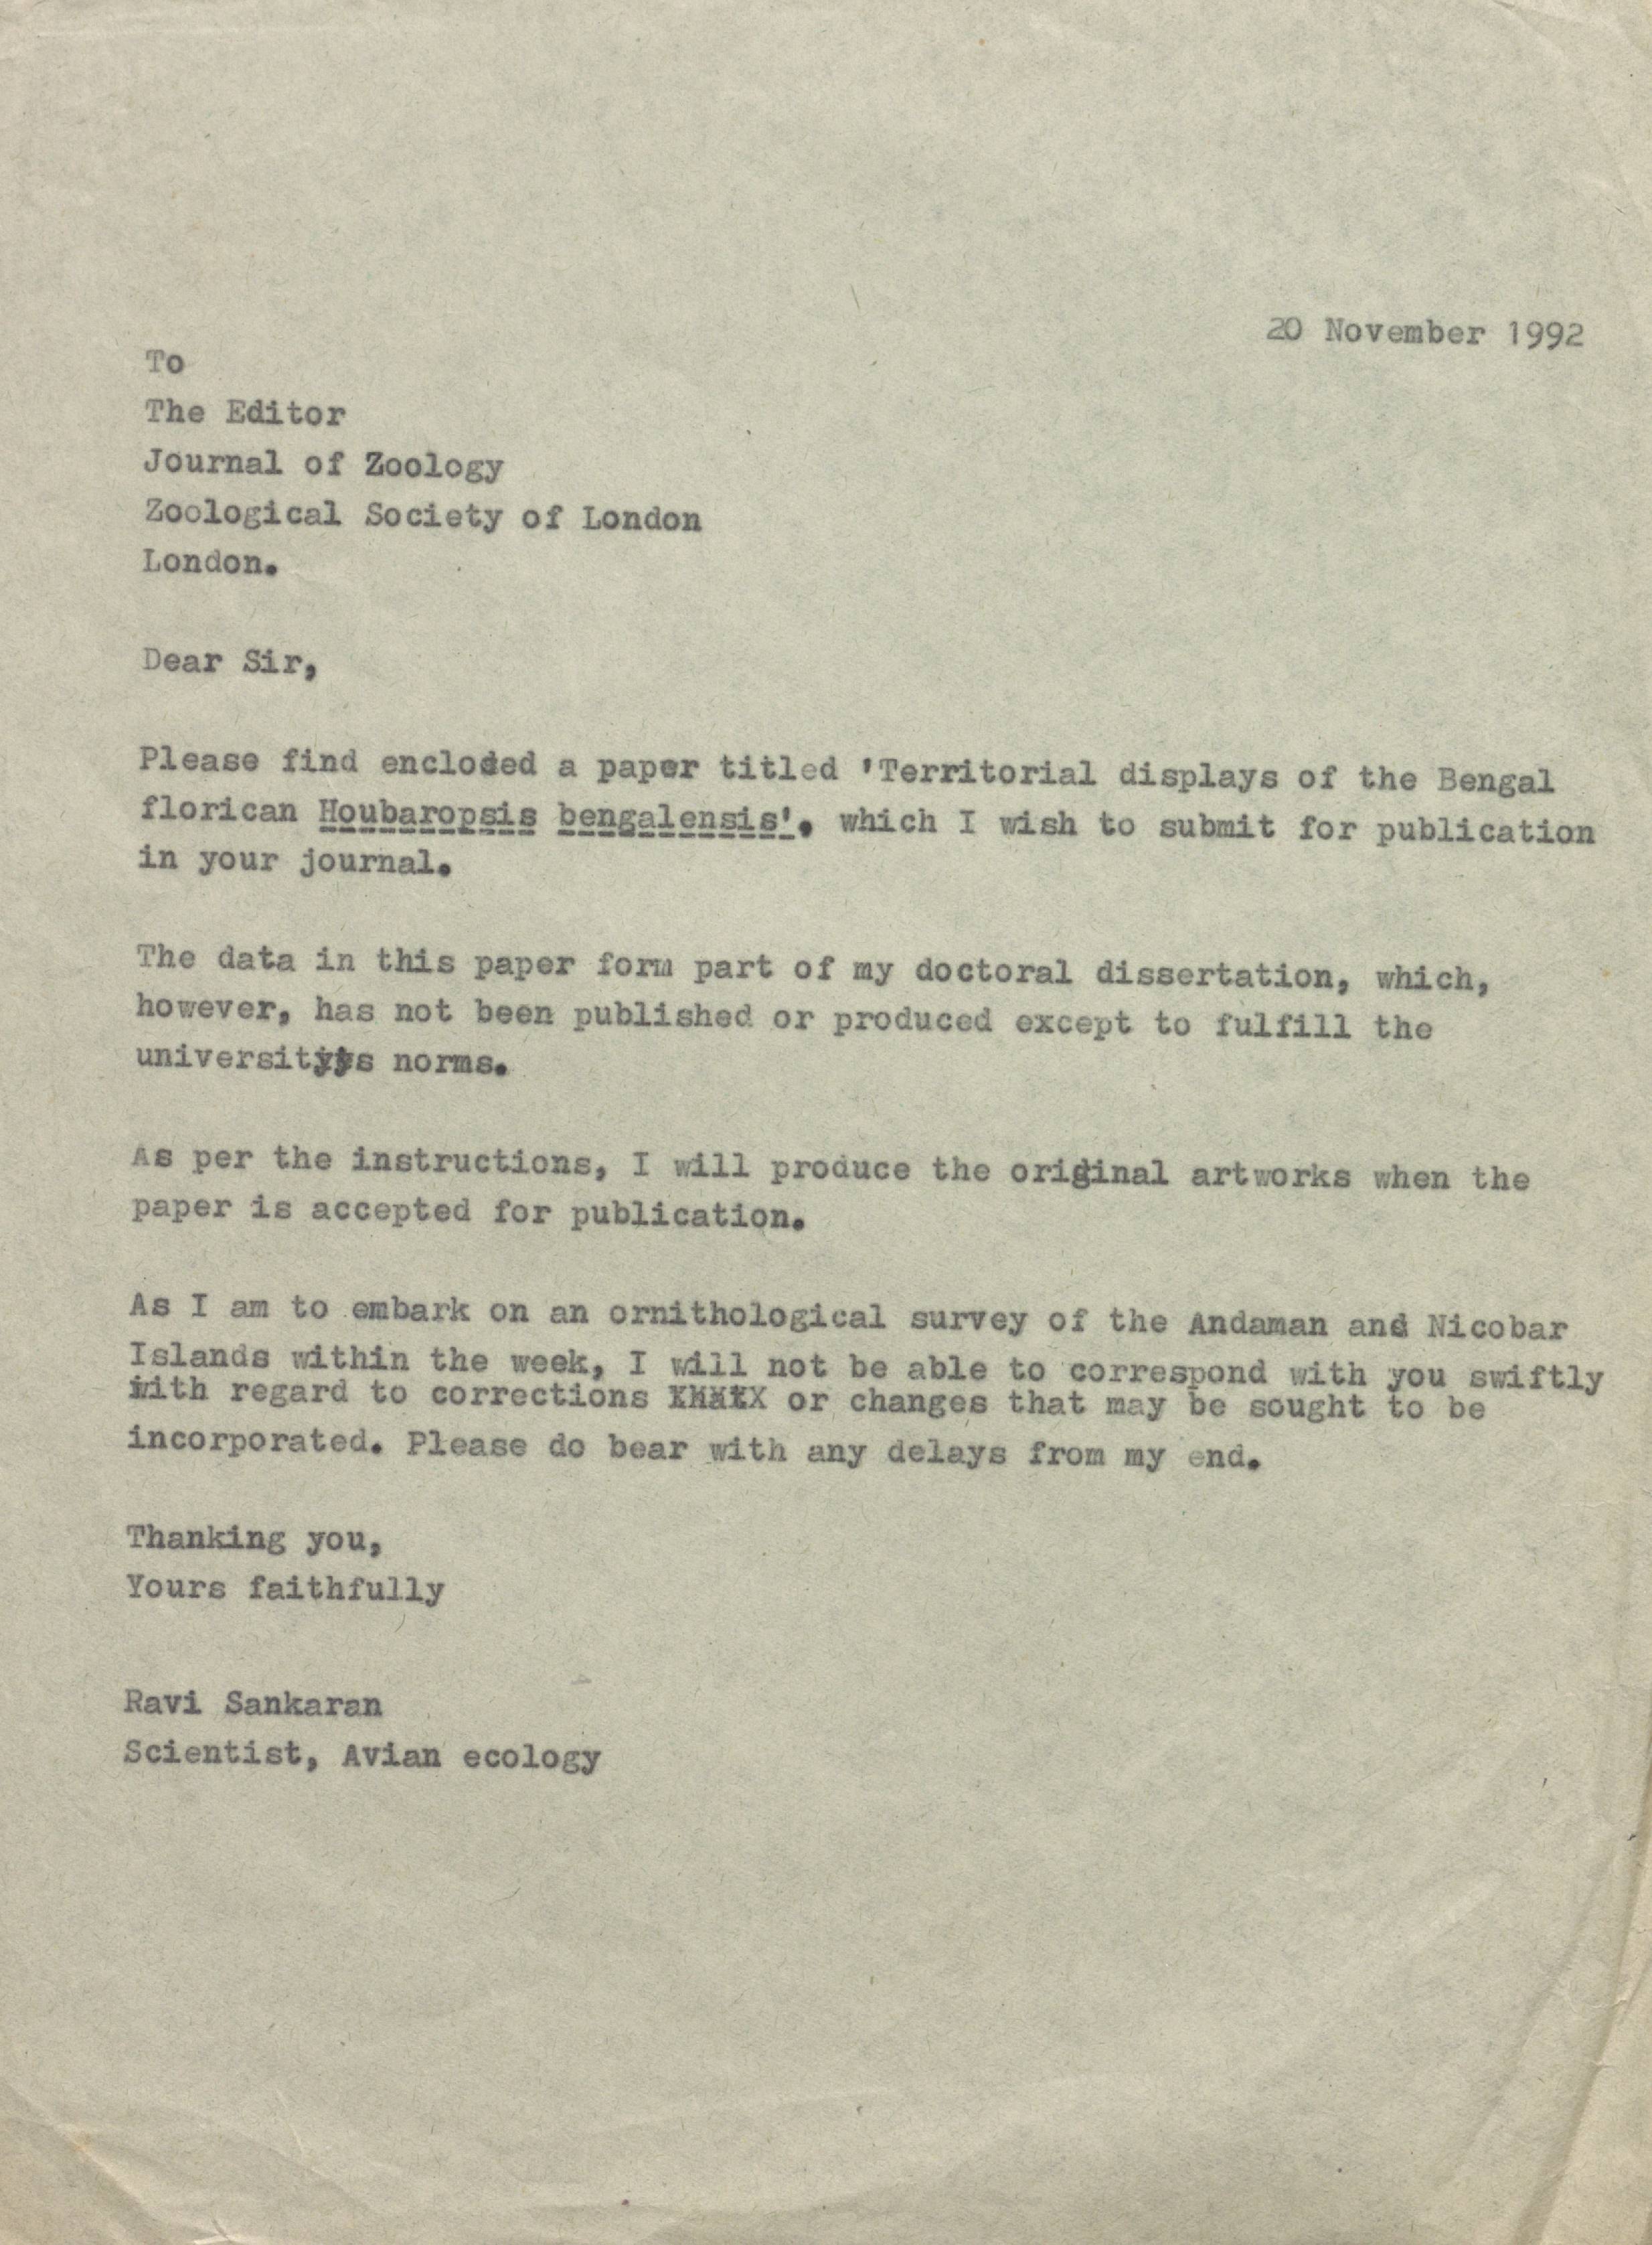 20 November 1992
To
The Editor
Journal of Zoology
Zoological Society of London
London.
Dear Sir,
Please find enclosed a paper titled 'Territorial displays of the Bengal
florican Houbaropsis bengalensis', which I wish to submit for publication
in your journal.
The data in this paper form part of my doctoral dissertation, which,
however, has not been published or produced except to fulfill the
universitys norms.
As per the instructions, I will produce the original artworks when the
paper is accepted for publication.
As I am to embark on an ornithological survey of the Andaman and Nicobar
Islands within the week, I will not be able to correspond with you swiftly
with regard to corrections or changes that may be sought to be
incorporated. Please do bear with any delays from my end.
Thanking you,
Yours faithfully
Ravi Sankaran
Scientist, Avian ecology